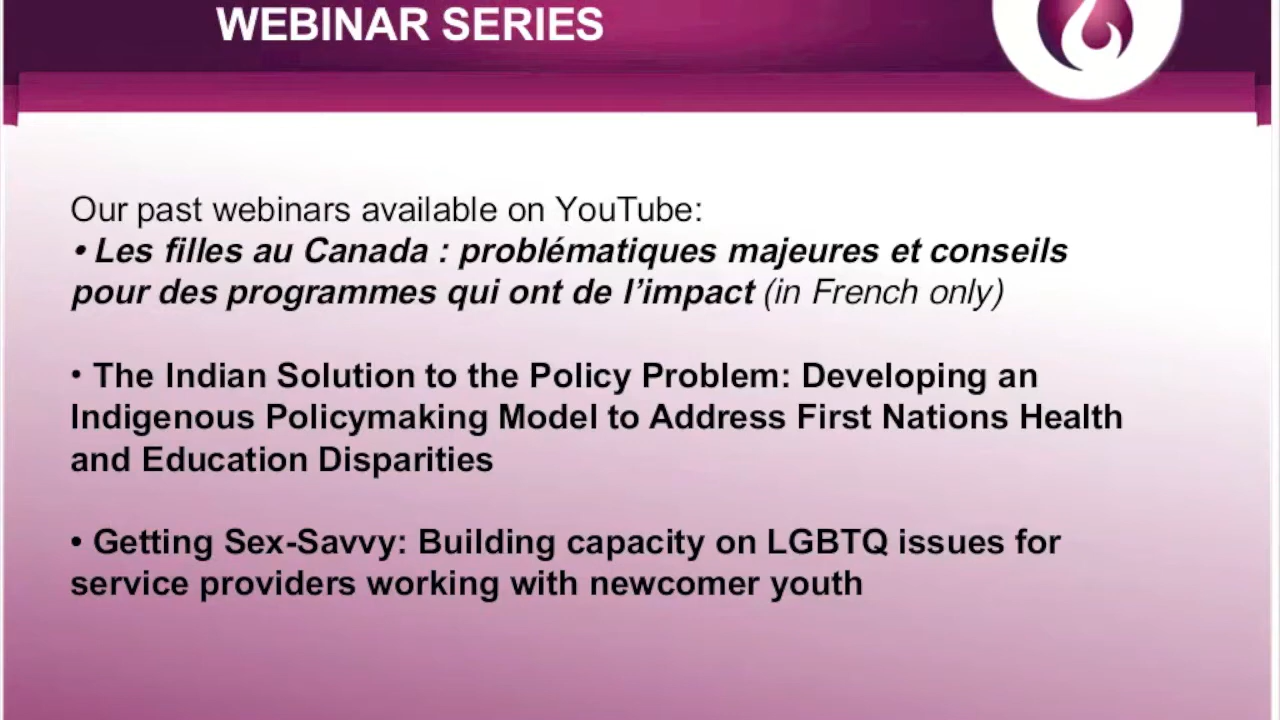 WEBINAR SERIES
Our past webinars available on YouTube:
• Les filles au Canada : problématiques majeures et conseils
pour des programmes qui ont de l’impact (in French only)
• The Indian Solution to the Policy Problem: Developing an
Indigenous Policymaking Model to Address First Nations Health
and Education Disparities
• Getting Sex-Savvy: Building capacity on LGBTQ issues for
service providers working with newcomer youth